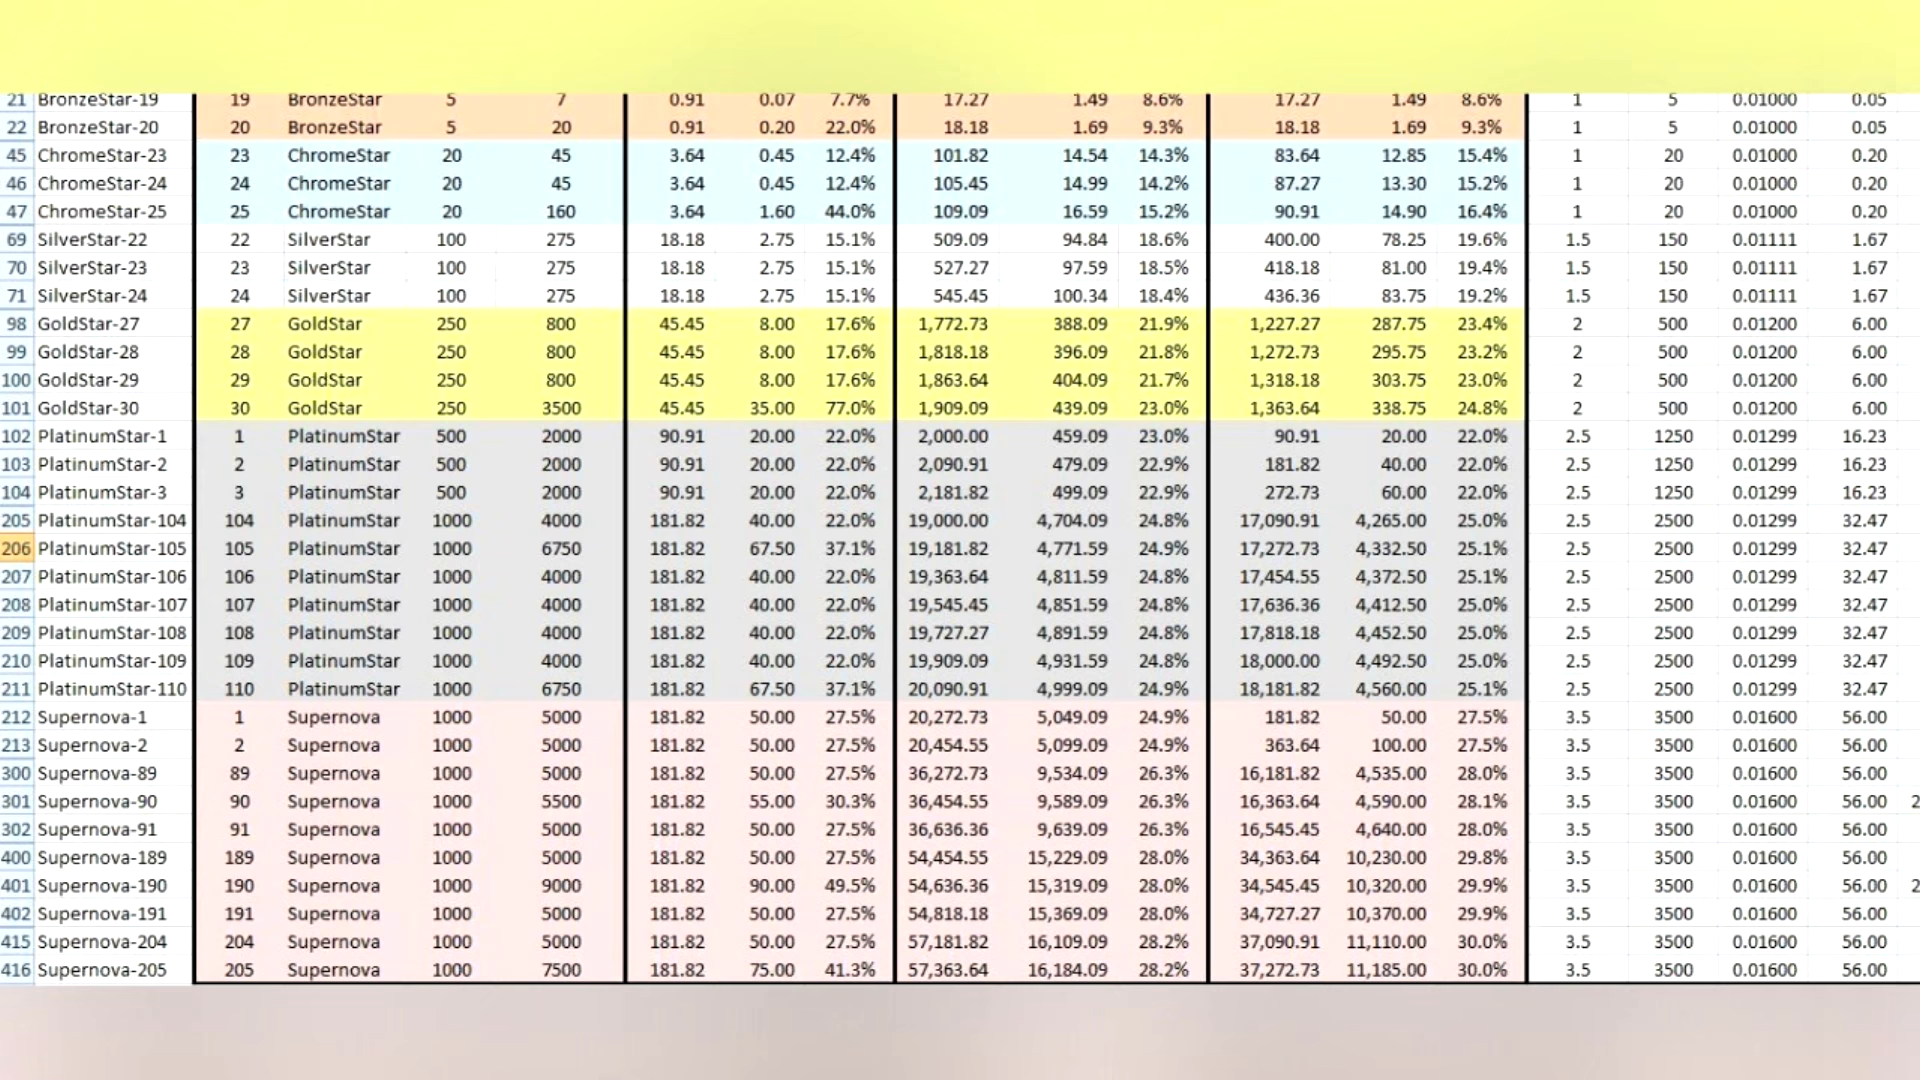 21 BronzeStar-19 19 BronzeStar 5 7 0.91 0.07 7.7% 17.27 1.49 8.6% 17.27 1.49 8.6% 1 5 0.01000 0.05
22 BronzeStar-20 20 BronzeStar 5 20 0.91 0.20 22.0% 18.18 1.69 9.3% 18.18 1.69 9.3% 1 5 0.01000 0.05
45 ChromeStar-23 23 ChromeStar 20 45 3.64 0.45 12.4% 101.82 14.54 14.3% 83.64 12.85 15.4% 1 20 0.01000 0.20
46 ChromeStar-24 24 ChromeStar 20 45 3.64 0.45 12.4% 105.45 14.99 14.2% 87.27 13.30 15.2% 1 20 0.01000 0.20
47 ChromeStar-25 25 ChromeStar 20 160 3.64 1.60 44.0% 109.09 16.59 15.2% 90.91 14.90 16.4% 1 20 0.01000 0.20
69 SilverStar-22 22 SilverStar 100 275 18.18 2.75 15.1% 509.09 94.84 18.6% 400.00 78.25 19.6% 1.5 150 0.01111 1.67
70 SilverStar-23 23 SilverStar 100 275 18.18 2.75 15.1% 527.27 97.59 18.5% 418.18 81.00 19.4% 1.5 150 0.01111 1.67
71 SilverStar-24 24 SilverStar 100 275 18.18 2.75 15.1% 545.45 100.34 18.4% 436.36 83.75 19.2% 1.5 150 0.01111 1.67
98 GoldStar-27 27 GoldStar 250 800 45.45 8.00 17.6% 1,772.73 388.09 21.9% 1,227.27 287.75 23.4% 2 500 0.01200 6.00
99 GoldStar-28 28 GoldStar 250 800 45.45 8.00 17.6% 1,818.18 396.09 21.8% 1,272.73 295.75 23.2% 2 500 0.01200 6.00
100 GoldStar-29 29 GoldStar 250 800 45.45 8.00 17.6% 1,863.64 404.09 21.7% 1,318.18 303.75 23.0% 2 500 0.01200 6.00
101 GoldStar-30 30 GoldStar 250 3500 45.45 35.00 77.0% 1,909.09 439.09 23.0% 1,363.64 338.75 24.8% 2 500 0.01200 6.00
102 PlatinumStar-1 1 PlatinumStar 500 2000 90.91 20.00 22.0% 2,000.00 459.09 23.0% 90.91 20.00 22.0% 2.5 1250 0.01299 16.23
103 PlatinumStar-2 2 PlatinumStar 500 2000 90.91 20.00 22.0% 2,090.91 479.09 22.9% 181.82 40.00 22.0% 2.5 1250 0.01299 16.23
104 PlatinumStar-3 3 PlatinumStar 500 2000 90.91 20.00 22.0% 2,181.82 499.09 22.9% 272.73 60.00 22.0% 2.5 1250 0.01299 16.23
205 PlatinumStar-104 104 PlatinumStar 1000 4000 181.82 40.00 22.0% 19,000.00 4,704.09 24.8% 17,090.91 4,265.00 25.0% 2.5 2500 0.01299 32.47
206 PlatinumStar-105 105 PlatinumStar 1000 6750 181.82 67.50 37.1% 19,181.82 4,771.59 24.9% 17,272.73 4,332.50 25.1% 2.5 2500 0.01299 32.47
207 PlatinumStar-106 106 PlatinumStar 1000 4000 181.82 40.00 22.0% 19,363.64 4,811.59 24.8% 17,454.55 4,372.50 25.1% 2.5 2500 0.01299 32.47
208 PlatinumStar-107 107 PlatinumStar 1000 4000 181.82 40.00 22.0% 19,545.45 4,851.59 24.8% 17,636.36 4,412.50 25.0% 2.5 2500 0.01299 32.47
209 PlatinumStar-108 108 PlatinumStar 1000 4000 181.82 40.00 22.0% 19,727.27 4,891.59 24.8% 17,818.18 4,452.50 25.0% 2.5 2500 0.01299 32.47
210 PlatinumStar-109 109 PlatinumStar 1000 4000 181.82 40.00 22.0% 19,909.09 4,931.59 24.8% 18,000.00 4,492.50 25.0% 2.5 2500 0.01299 32.47
211 PlatinumStar-110 110 PlatinumStar 1000 6750 181.82 67.50 37.1% 20,090.91 4,999.09 24.9% 18,181.82 4,560.00 25.1% 2.5 2500 0.01299 32.47
212 Supernova-1 1 Supernova 1000 5000 181.82 50.00 27.5% 20,272.73 5,049.09 24.9% 181.82 50.00 27.5% 3.5 3500 0.01600 56.00
213 Supernova-2 2 Supernova 1000 5000 181.82 50.00 27.5% 20,454.55 5,099.09 24.9% 363.64 100.00 27.5% 3.5 3500 0.01600 56.00
300 Supernova-89 89 Supernova 1000 5000 181.82 50.00 27.5% 36,272.73 9,534.09 26.3% 16,181.82 4,535.00 28.0% 3.5 3500 0.01600 56.00
301 Supernova-90 90 Supernova 1000 5500 181.82 55.00 30.3% 36,454.55 9,589.09 26.3% 16,363.64 4,590.00 28.1% 3.5 3500 0.01600 56.00 2
302 Supernova-91 91 Supernova 1000 5000 181.82 50.00 27.5% 36,636.36 9,639.09 26.3% 16,545.45 4,640.00 28.0% 3.5 3500 0.01600 56.00
400 Supernova-189 189 Supernova 1000 5000 181.82 50.00 27.5% 54,454.55 15,229.09 28.0% 34,363.64 10,230.00 29.8% 3.5 3500 0.01600 56.00
401 Supernova-190 190 Supernova 1000 9000 181.82 90.00 49.5% 54,636.36 15,319.09 28.0% 34,545.45 10,320.00 29.9% 3.5 3500 0.01600 56.00 2
402 Supernova-191 191 Supernova 1000 5000 181.82 50.00 27.5% 54,818.18 15,369.09 28.0% 34,727.27 10,370.00 29.9% 3.5 3500 0.01600 56.00
415 Supernova-204 204 Supernova 1000 5000 181.82 50.00 27.5% 57,181.82 16,109.09 28.2% 37,090.91 11,110.00 30.0% 3.5 3500 0.01600 56.00
416 Supernova-205 205 Supernova 1000 7500 181.82 75.00 41.3% 57,363.64 16,184.09 28.2% 37,272.73 11,185.00 30.0% 3.5 3500 0.01600 56.00